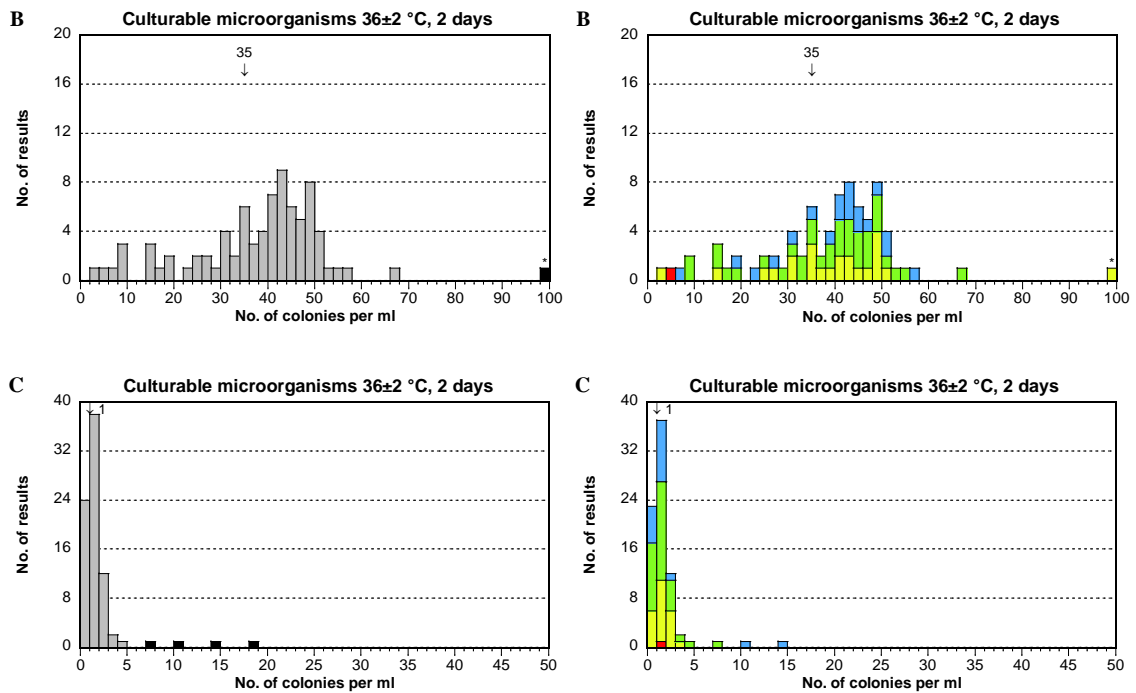 B
Culturable microorganisms 36±2 °C, 2 days
20
16
12
8
4
0
No. of results
35
↓
*
0 10 20 30 40 50 60 70 80 90 100
No. of colonies per ml
B
Culturable microorganisms 36±2 °C, 2 days
20
16
12
8
4
0
No. of results
35
↓
*
0 10 20 30 40 50 60 70 80 90 100
No. of colonies per ml
C
Culturable microorganisms 36±2 °C, 2 days
40
32
24
16
8
0
No. of results
↓ 1
0 5 10 15 20 25 30 35 40 45 50
No. of colonies per ml
C
Culturable microorganisms 36±2 °C, 2 days
40
32
24
16
8
0
No. of results
↓ 1
0 5 10 15 20 25 30 35 40 45 50
No. of colonies per ml